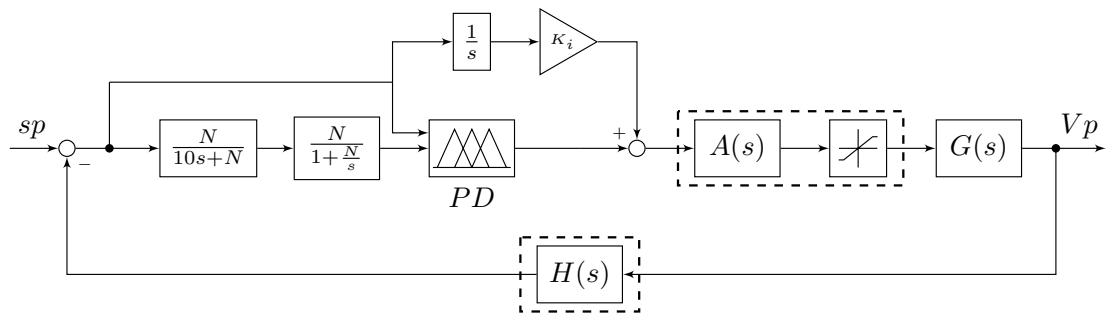 1/s
K_i
sp
−
N/(10s+N)
N/(1+N/s)
PD
+
A(s)
G(s)
Vp
H(s)